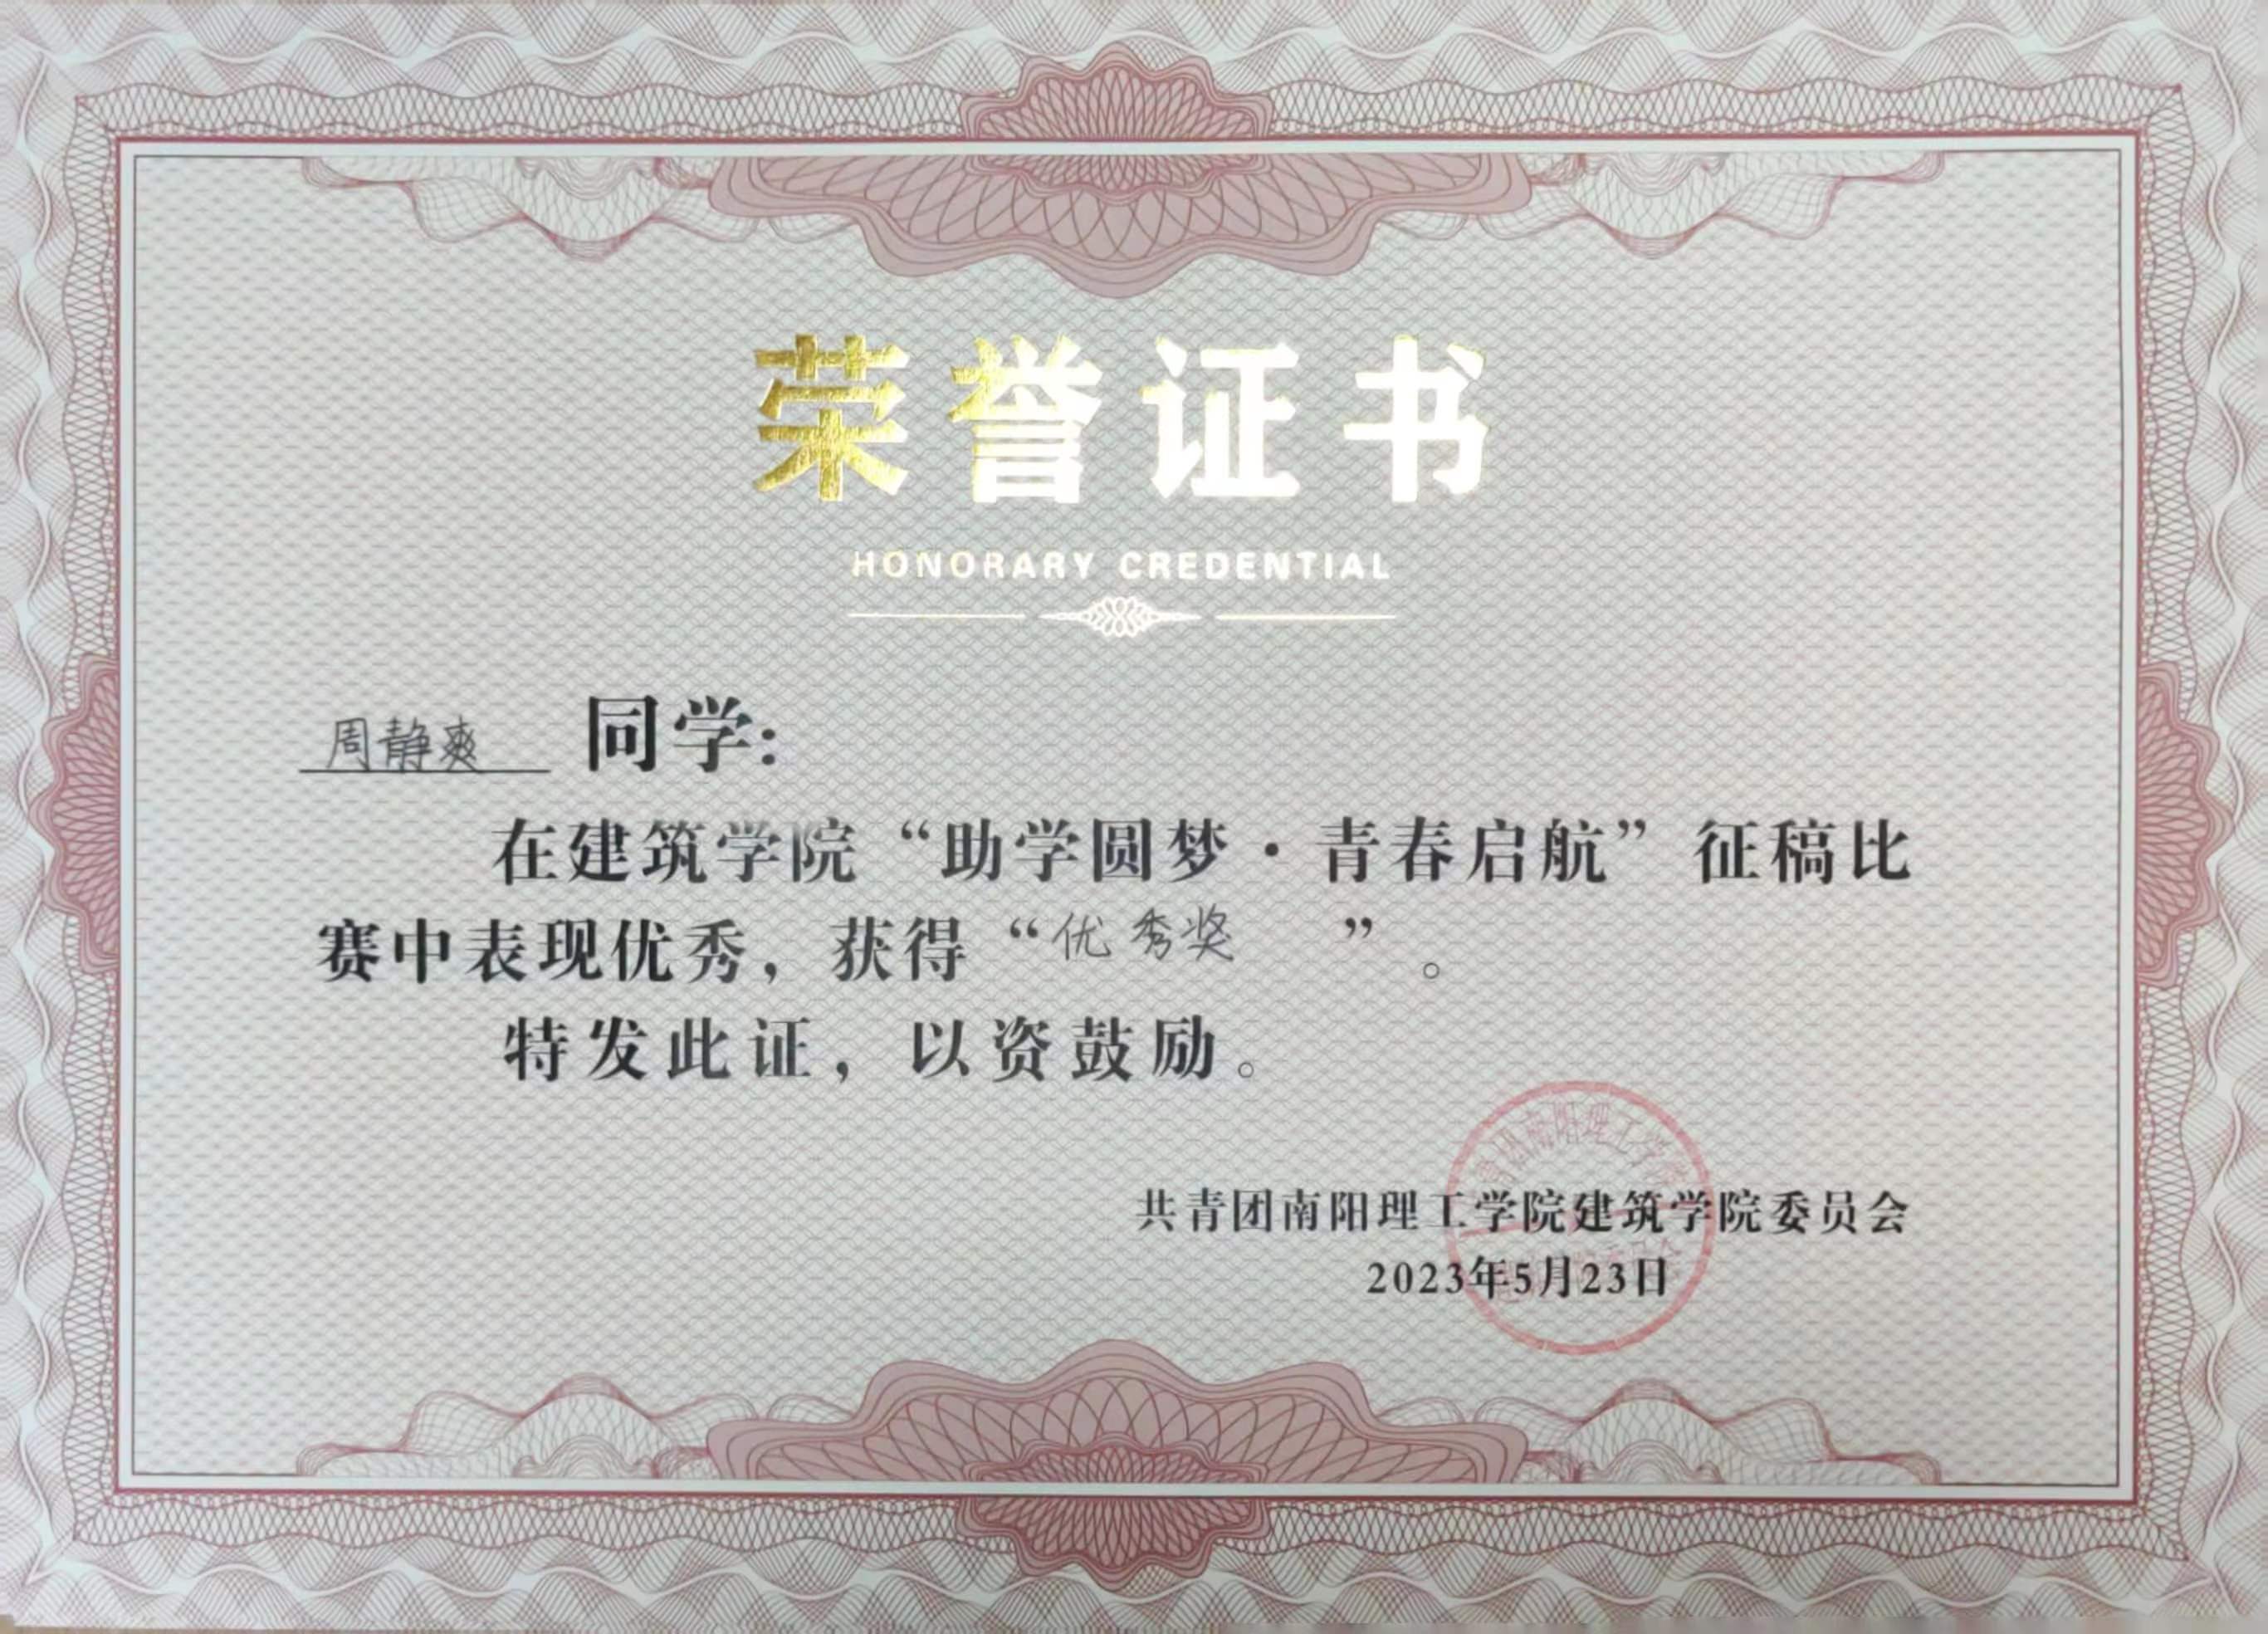 荣誉证书
HONORARY CREDENTIAL
周静爽 同学:
在建筑学院“助学圆梦·青春启航”征稿比
赛中表现优秀，获得“优秀奖 ”。
特发此证，以资鼓励。
共青团南阳理工学院建筑学院委员会
2023年5月23日